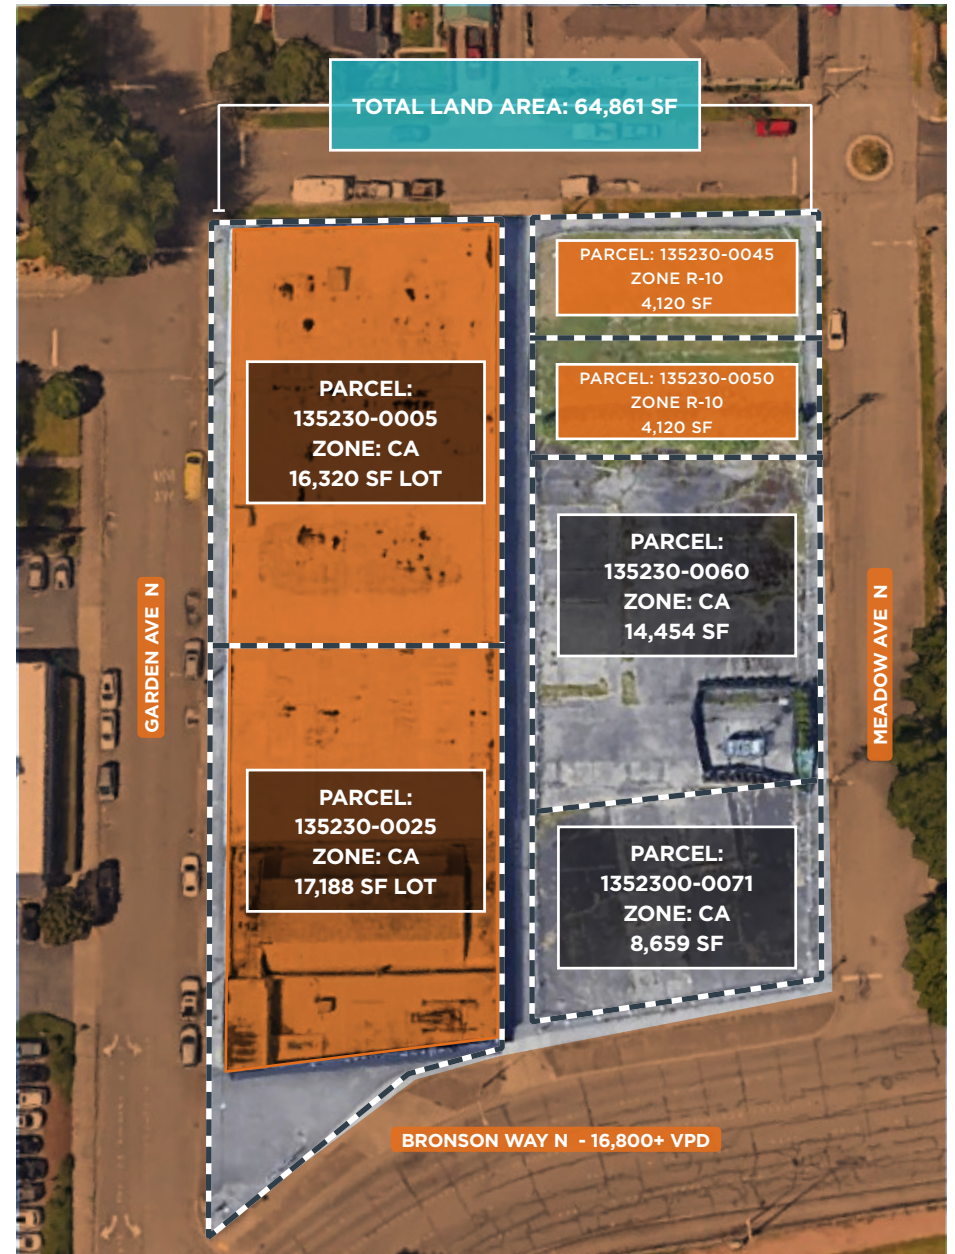 TOTAL LAND AREA: 64,861 SF
PARCEL: 135230-0045
ZONE R-10
4,120 SF
PARCEL: 135230-0050
ZONE R-10
4,120 SF
PARCEL:
135230-0005
ZONE: CA
16,320 SF LOT
PARCEL:
135230-0060
ZONE: CA
14,454 SF
GARDEN AVE N
MEADOW AVE N
PARCEL:
135230-0025
ZONE: CA
17,188 SF LOT
PARCEL:
1352300-0071
ZONE: CA
8,659 SF
BRONSON WAY N - 16,800+ VPD